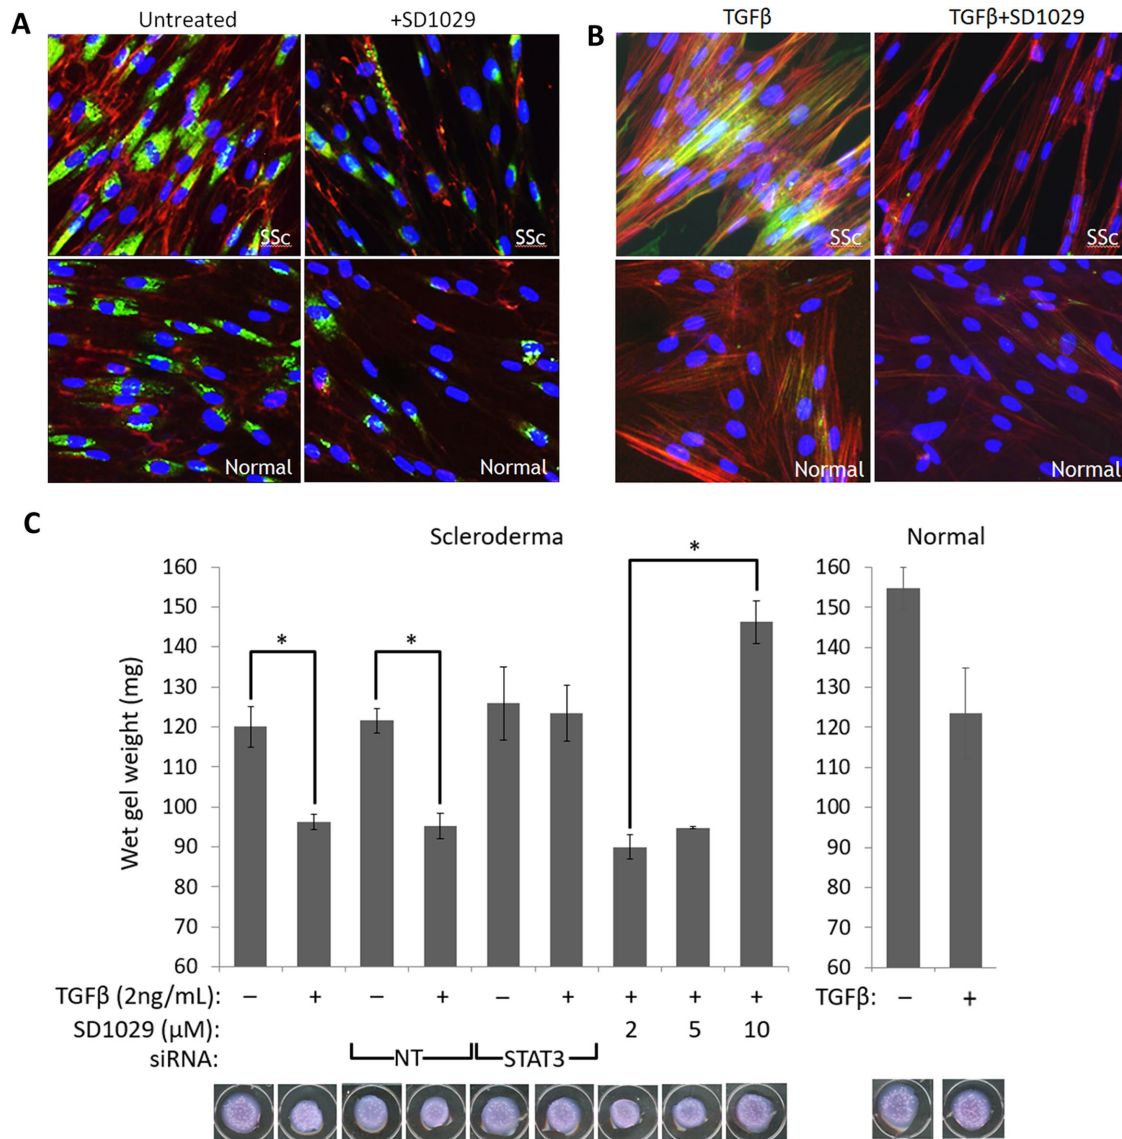 A
Untreated
+SD1029
SSc
SSc
Normal
Normal
B
TGFβ
TGFβ+SD1029
SSc
SSc
Normal
Normal
C
Scleroderma
Normal
Wet gel weight (mg)
160
150
140
130
120
110
100
90
80
70
60
*
*
*
160
150
140
130
120
110
100
90
80
70
60
TGFβ (2ng/mL): – + – + – + + + +
SD1029 (µM): 2 5 10
siRNA: NT STAT3
TGFβ: – +